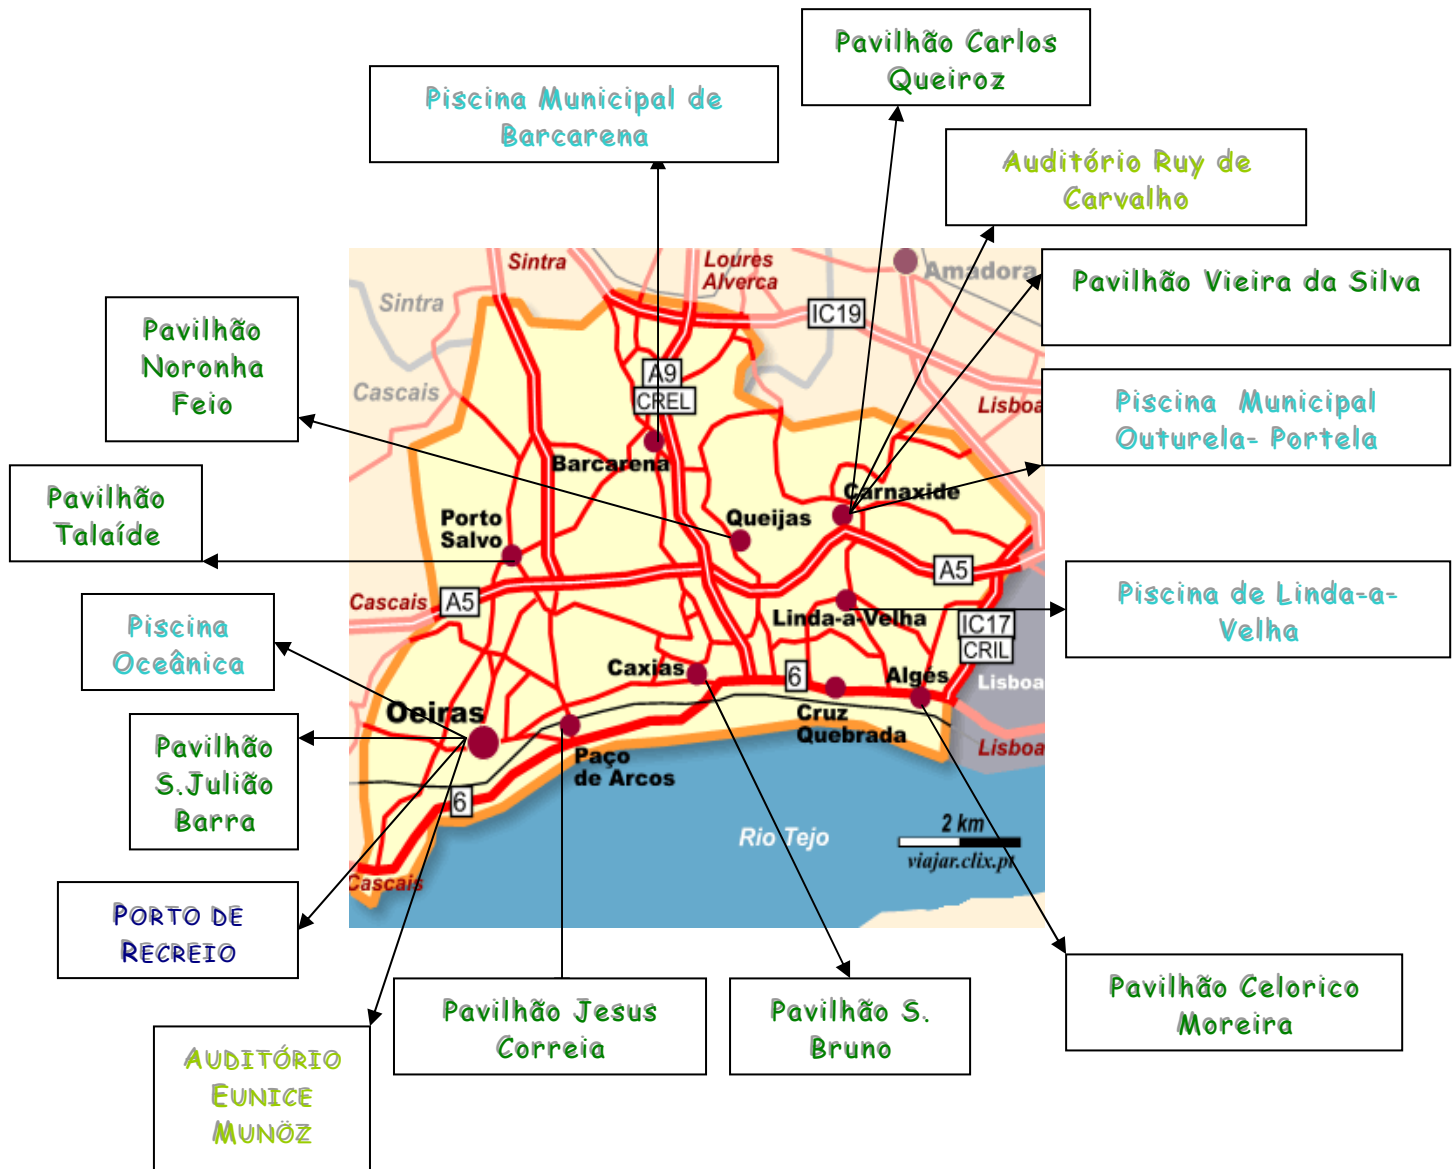 Pavilhão Carlos
Queiroz
Piscina Municipal de
Barcarena
Auditório Ruy de
Carvalho
Pavilhão Vieira da Silva
Pavilhão
Noronha
Feio
Piscina Municipal
Outurela- Portela
Pavilhão
Talaíde
Piscina de Linda-a-
Velha
Piscina
Oceânica
Pavilhão
S.Julião
Barra
PORTO DE
RECREIO
AUDITÓRIO
EUNICE
MUNÖZ
Pavilhão Jesus
Correia
Pavilhão S.
Bruno
Pavilhão Celorico
Moreira
Sintra
Loures
Alverca
Amadora
Sintra
IC19
Cascais
A9
CREL
Lisboa
Barcarena
Carnaxide
Porto
Salvo
Queijas
A5
Cascais
A5
Linda-a-Velha
IC17
CRIL
Caxias
6
Algés
Lisboa
Oeiras
Cruz
Quebrada
Lisboa
Paço
de Arcos
6
Rio Tejo
2 km
viajar.clix.pt
Cascais